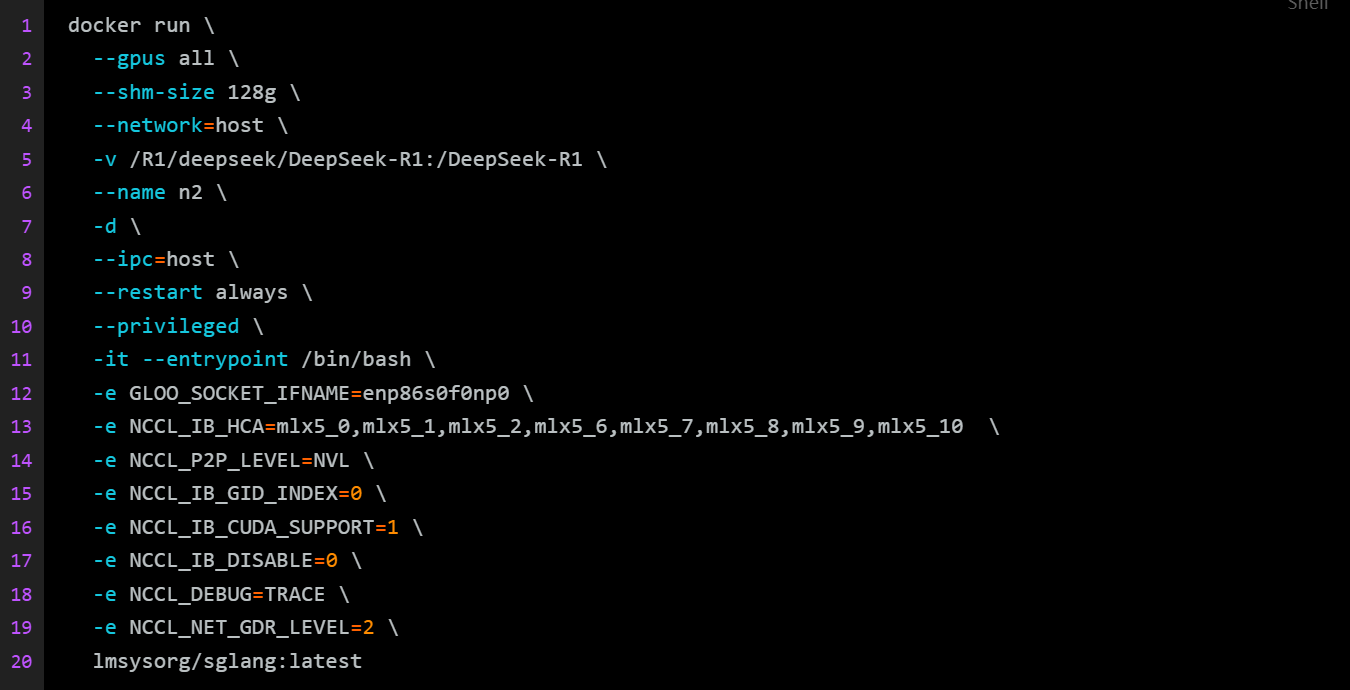 Shell
1 docker run \
2 --gpus all \
3 --shm-size 128g \
4 --network=host \
5 -v /R1/deepseek/DeepSeek-R1:/DeepSeek-R1 \
6 --name n2 \
7 -d \
8 --ipc=host \
9 --restart always \
10 --privileged \
11 -it --entrypoint /bin/bash \
12 -e GLOO_SOCKET_IFNAME=enp86s0f0np0 \
13 -e NCCL_IB_HCA=mlx5_0,mlx5_1,mlx5_2,mlx5_6,mlx5_7,mlx5_8,mlx5_9,mlx5_10  \
14 -e NCCL_P2P_LEVEL=NVL \
15 -e NCCL_IB_GID_INDEX=0 \
16 -e NCCL_IB_CUDA_SUPPORT=1 \
17 -e NCCL_IB_DISABLE=0 \
18 -e NCCL_DEBUG=TRACE \
19 -e NCCL_NET_GDR_LEVEL=2 \
20 lmsysorg/sglang:latest